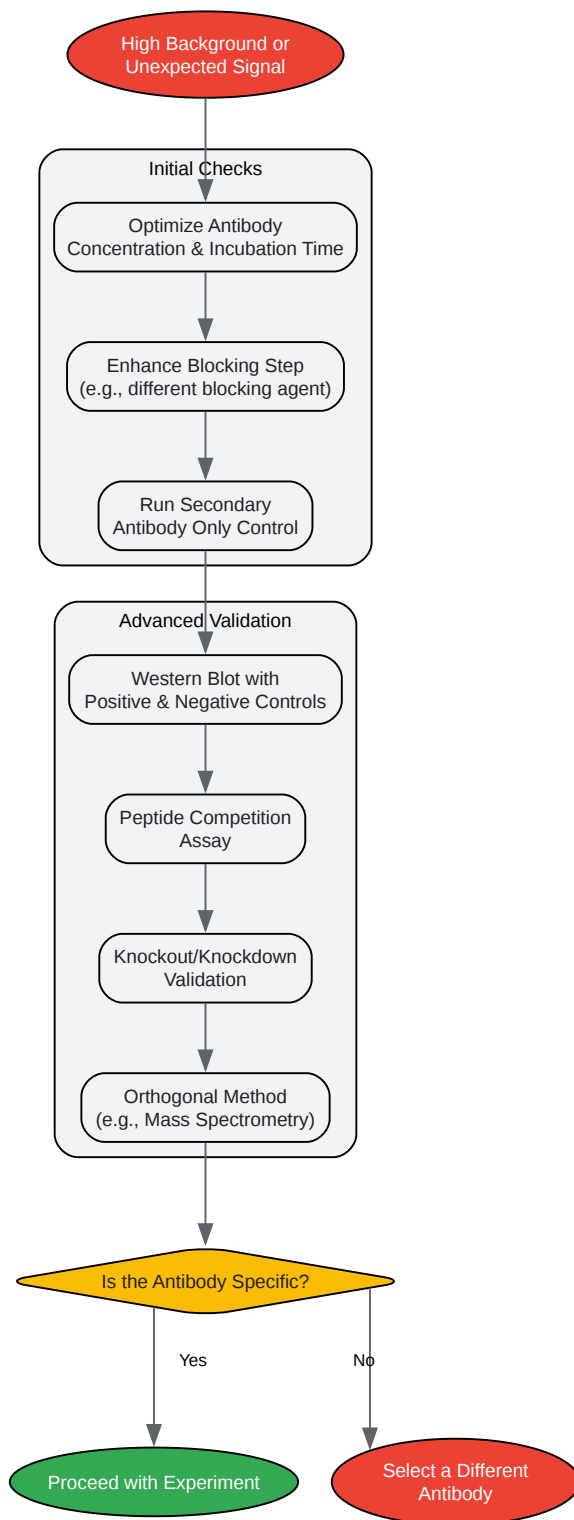 High Background or
Unexpected Signal
Initial Checks
Optimize Antibody
Concentration & Incubation Time
Enhance Blocking Step
(e.g., different blocking agent)
Run Secondary
Antibody Only Control
Advanced Validation
Western Blot with
Positive & Negative Controls
Peptide Competition
Assay
Knockout/Knockdown
Validation
Orthogonal Method
(e.g., Mass Spectrometry)
Is the Antibody Specific?
Yes
No
Proceed with Experiment
Select a Different
Antibody